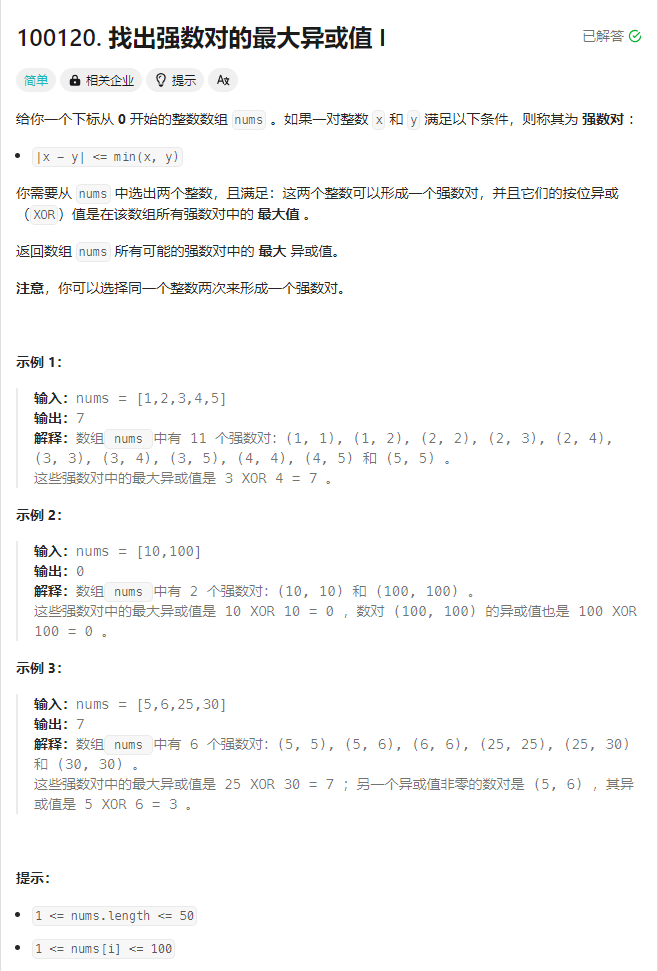 100120. 找出强数对的最大异或值 I
已解答
简单 相关企业 提示
给你一个下标从 0 开始的整数数组 nums 。如果一对整数 x 和 y 满足以下条件，则称其为 强数对 ：
|x - y| <= min(x, y)
你需要从 nums 中选出两个整数，且满足：这两个整数可以形成一个强数对，并且它们的按位异或
（XOR）值是在该数组所有强数对中的 最大值 。
返回数组 nums 所有可能的强数对中的 最大 异或值。
注意，你可以选择同一个整数两次来形成一个强数对。
示例 1：
输入：nums = [1,2,3,4,5]
输出：7
解释：数组 nums 中有 11 个强数对：(1, 1), (1, 2), (2, 2), (2, 3), (2, 4),
(3, 3), (3, 4), (3, 5), (4, 4), (4, 5) 和 (5, 5) 。
这些强数对中的最大异或值是 3 XOR 4 = 7 。
示例 2：
输入：nums = [10,100]
输出：0
解释：数组 nums 中有 2 个强数对：(10, 10) 和 (100, 100) 。
这些强数对中的最大异或值是 10 XOR 10 = 0 ，数对 (100, 100) 的异或值也是 100 XOR
100 = 0 。
示例 3：
输入：nums = [5,6,25,30]
输出：7
解释：数组 nums 中有 6 个强数对：(5, 5), (5, 6), (6, 6), (25, 25), (25, 30)
和 (30, 30) 。
这些强数对中的最大异或值是 25 XOR 30 = 7 ；另一个异或值非零的数对是 (5, 6) ，其异
或值是 5 XOR 6 = 3 。
提示：
1 <= nums.length <= 50
1 <= nums[i] <= 100